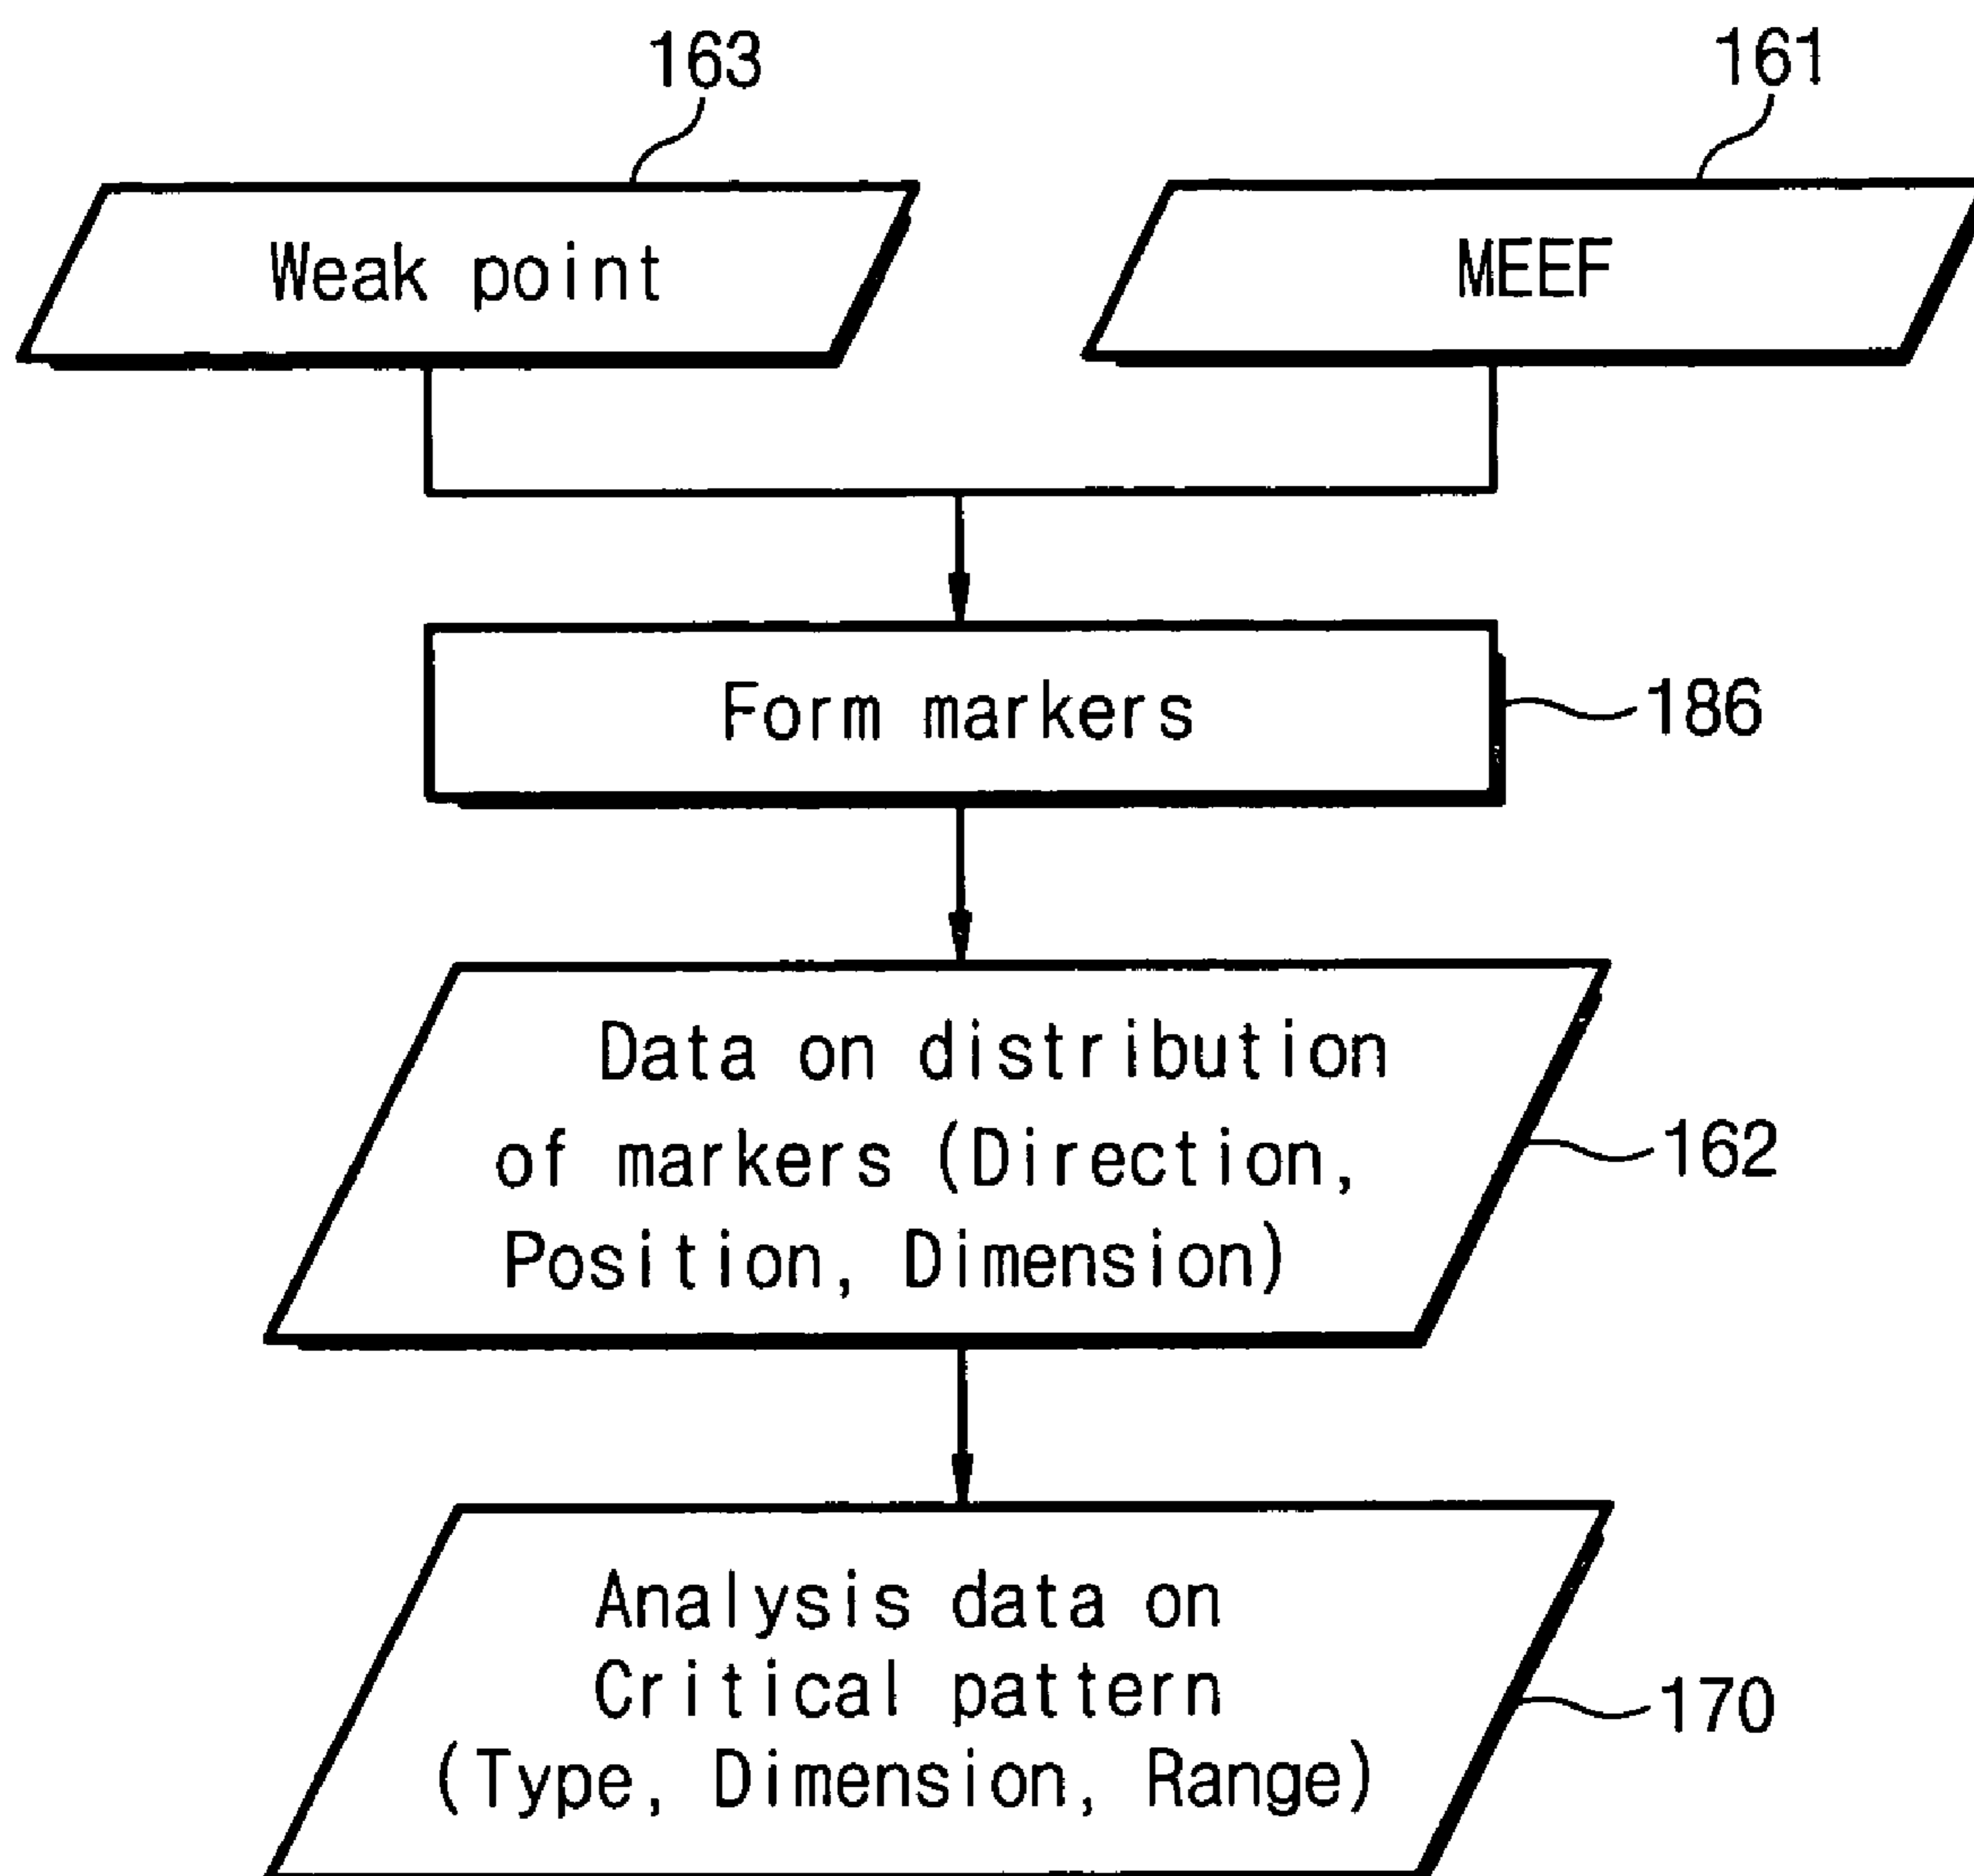 163
161
Weak point
MEEF
Form markers
186
Data on distribution
of markers (Direction,
Position, Dimension)
162
Analysis data on
Critical pattern
(Type, Dimension, Range)
170